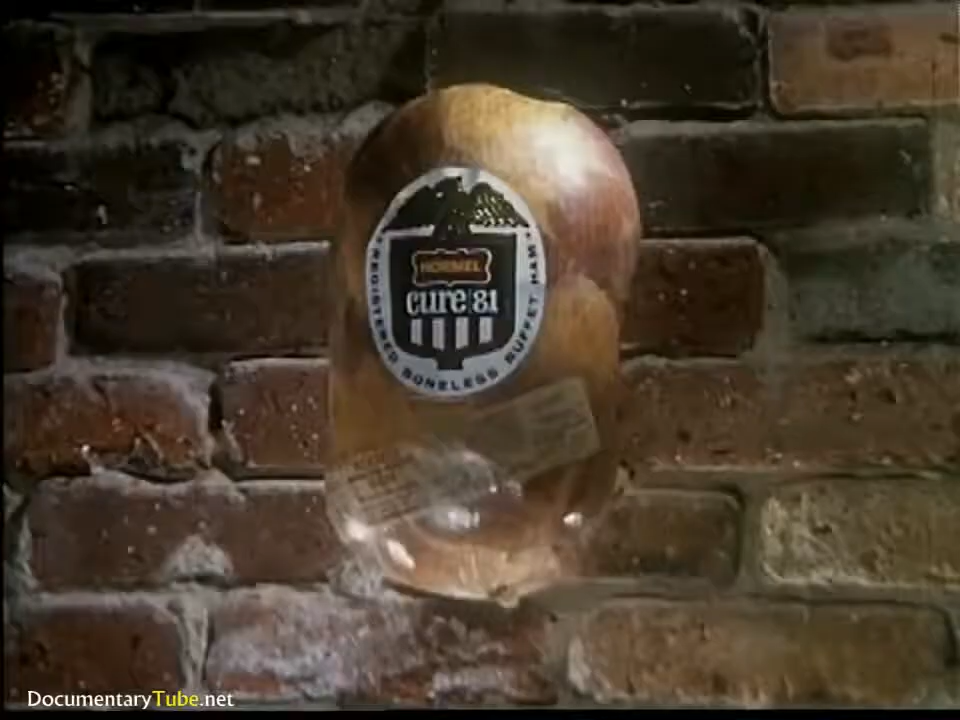 HORMEL
cure 81
REGISTERED BONELESS BUFFET HAM
DocumentaryTube.net